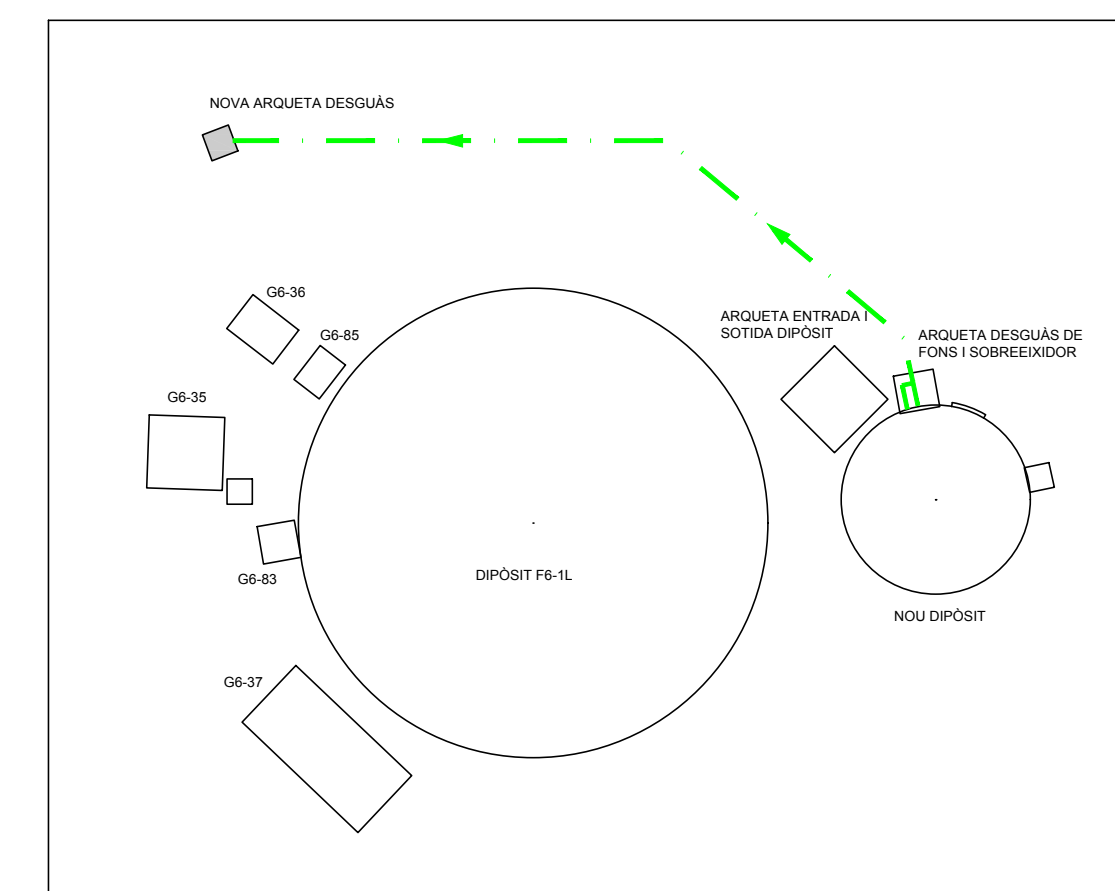 NOVA ARQUETA DESGUÀS
G6-36
G6-85
ARQUETA ENTRADA I
SOTIDA DIPÒSIT
ARQUETA DESGUÀS DE
FONS I SOBREEIXIDOR
G6-35
G6-83
DIPÒSIT F6-1L
NOU DIPÒSIT
G6-37